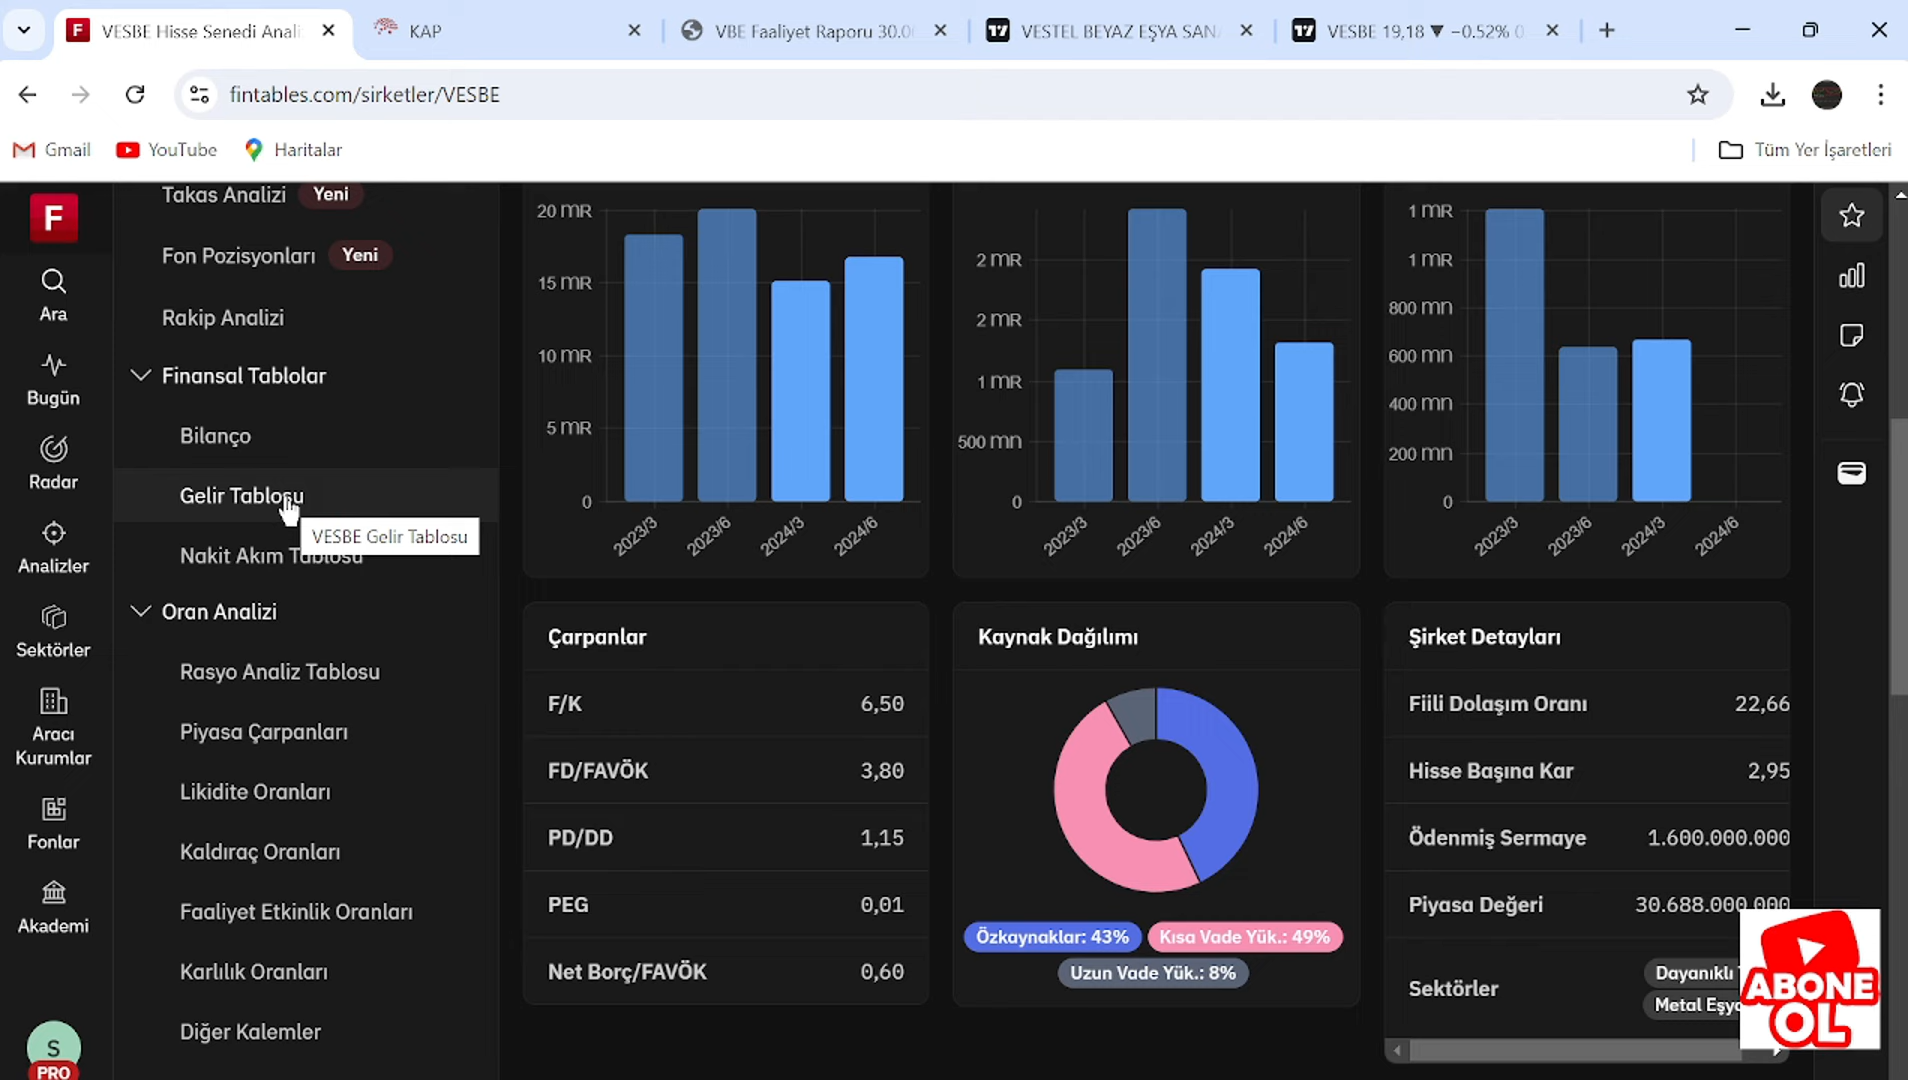 VESBE Hisse Senedi Anali
KAP
VBE Faaliyet Raporu 30.0
VESTEL BEYAZ EŞYA SAN
VESBE 19,18 ▼ −0.52%
fintables.com/sirketler/VESBE
Gmail
YouTube
Haritalar
Tüm Yer İşaretleri
F
Ara
Bugün
Radar
Analizler
Sektörler
Aracı
Kurumlar
Fonlar
Akademi
S
PRO
Takas Analizi Yeni
Fon Pozisyonları Yeni
Rakip Analizi
Finansal Tablolar
Bilanço
Gelir Tablosu
VESBE Gelir Tablosu
Nakit Akım Tablosu
Oran Analizi
Rasyo Analiz Tablosu
Piyasa Çarpanları
Likidite Oranları
Kaldıraç Oranları
Faaliyet Etkinlik Oranları
Karlılık Oranları
Diğer Kalemler
20 mr
15 mr
10 mr
5 mr
0
2023/3 2023/6 2024/3 2024/6
2 mr
2 mr
1 mr
500 mn
0
2023/3 2023/6 2024/3 2024/6
1 mr
1 mr
800 mn
600 mn
400 mn
200 mn
0
2023/3 2023/6 2024/3 2024/6
Çarpanlar
F/K 6,50
FD/FAVÖK 3,80
PD/DD 1,15
PEG 0,01
Net Borç/FAVÖK 0,60
Kaynak Dağılımı
Özkaynaklar: 43% Kısa Vade Yük.: 49%
Uzun Vade Yük.: 8%
Şirket Detayları
Fiili Dolaşım Oranı 22,66
Hisse Başına Kar 2,95
Ödenmiş Sermaye 1.600.000.000
Piyasa Değeri 30.688.000.000
Sektörler
Dayanıklı
Metal Eşy
ABONE
OL